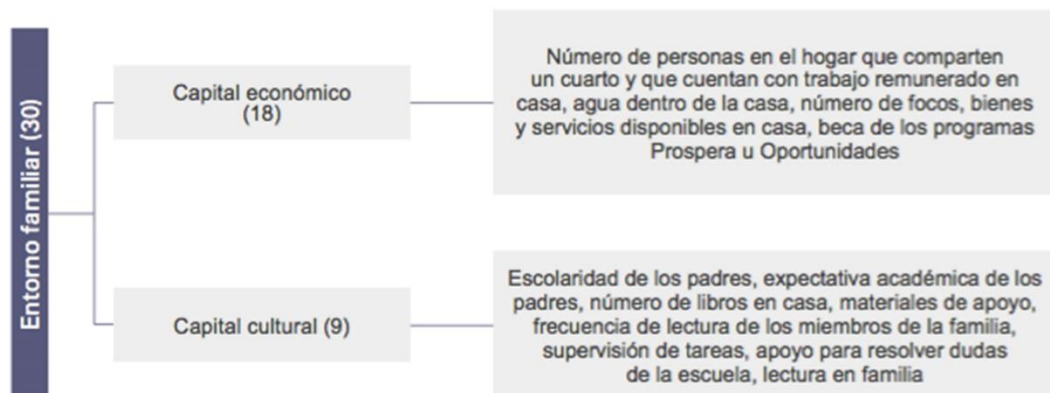 Entorno familiar (30)
Capital económico
(18)
Número de personas en el hogar que comparten
un cuarto y que cuentan con trabajo remunerado en
casa, agua dentro de la casa, número de focos, bienes
y servicios disponibles en casa, beca de los programas
Prospera u Oportunidades
Capital cultural (9)
Escolaridad de los padres, expectativa académica de los
padres, número de libros en casa, materiales de apoyo,
frecuencia de lectura de los miembros de la familia,
supervisión de tareas, apoyo para resolver dudas
de la escuela, lectura en familia